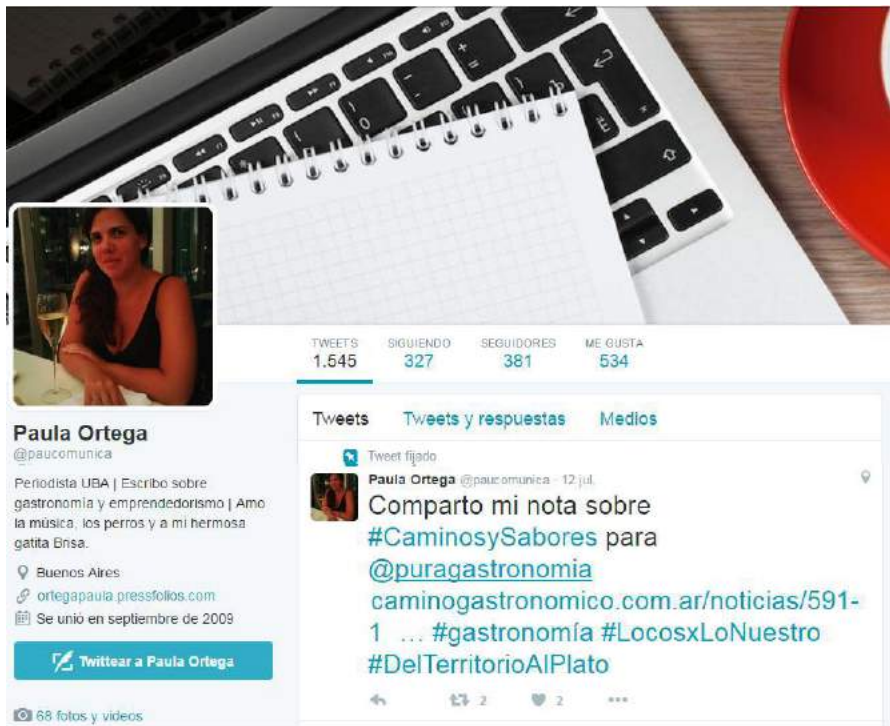 TWEETS SIGUIENDO SEGUIDORES ME GUSTA
1.545 327 381 534
Tweets Tweets y respuestas Medios
Paula Ortega
@paucomunica
Periodista UBA | Escribo sobre
gastronomía y emprendedorismo | Amo
la música, los perros y a mi hermosa
gatita Brisa.
Buenos Aires
ortegapaula.pressfolios.com
Se unió en septiembre de 2009
Twittear a Paula Ortega
68 fotos y videos
Tweet fijado
Paula Ortega @paucomunica · 12 jul.
Comparto mi nota sobre
#CaminosySabores para
@puragastronomia
caminogastronomico.com.ar/noticias/591-
1 ... #gastronomía #LocosxLoNuestro
#DelTerritorioAlPlato
2 2